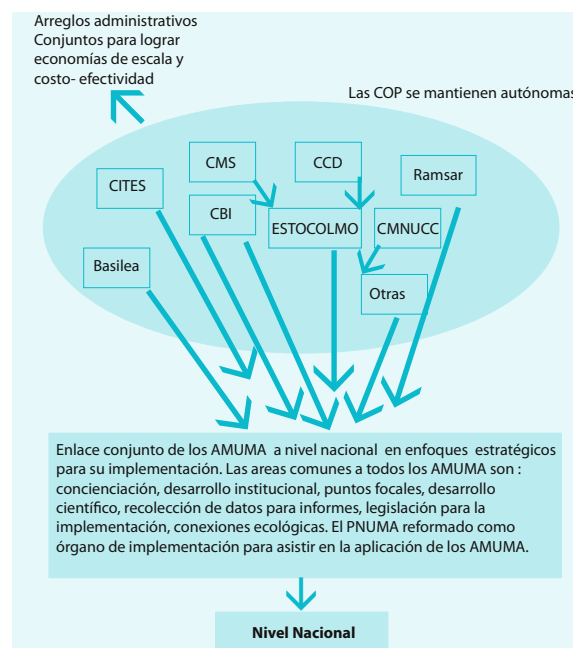 Arreglos administrativos
Conjuntos para lograr
economías de escala y
costo- efectividad
Las COP se mantienen autónomas
CMS
CCD
Ramsar
CITES
CBI
ESTOCOLMO
CMNUCC
Basilea
Otras
Enlace conjunto de los AMUMA a nivel nacional en enfoques estratégicos
para su implementación. Las areas comunes a todos los AMUMA son :
concienciación, desarrollo institucional, puntos focales, desarrollo
científico, recolección de datos para informes, legislación para la
implementación, conexiones ecológicas. El PNUMA reformado como
órgano de implementación para asistir en la aplicación de los AMUMA.
Nivel Nacional